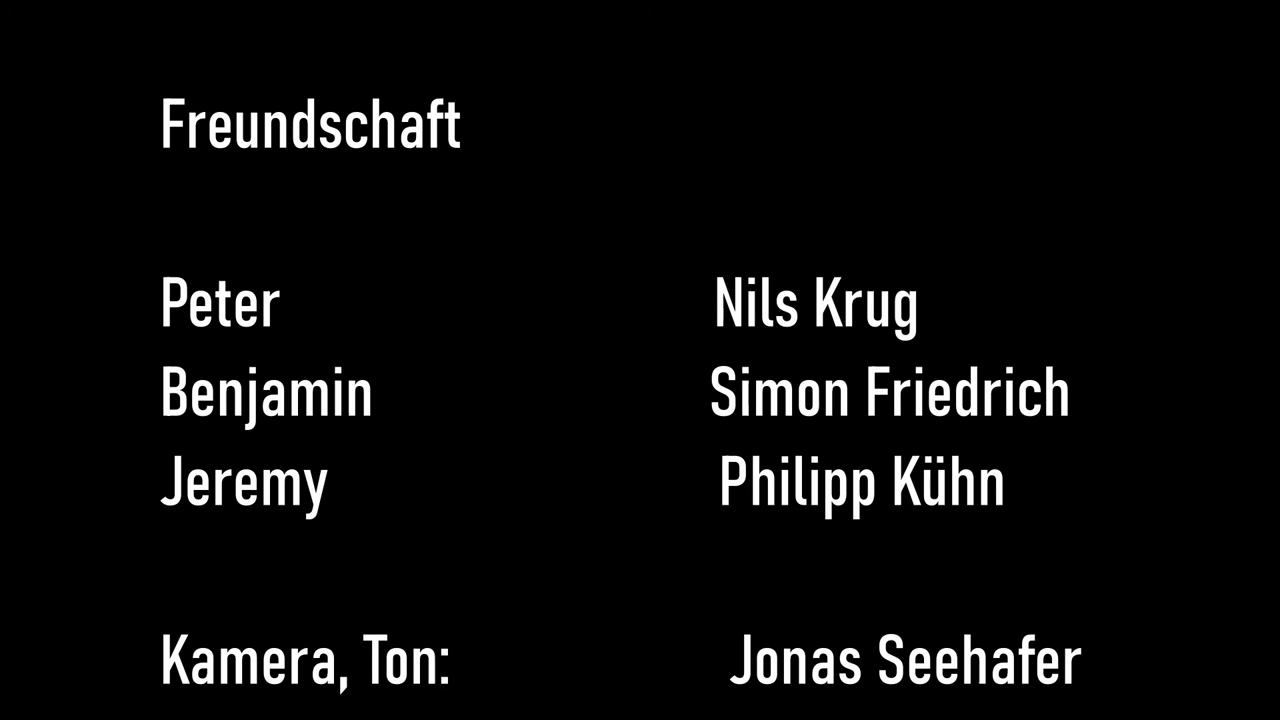 Freundschaft
Peter Nils Krug
Benjamin Simon Friedrich
Jeremy Philipp Kühn
Kamera, Ton: Jonas Seehafer